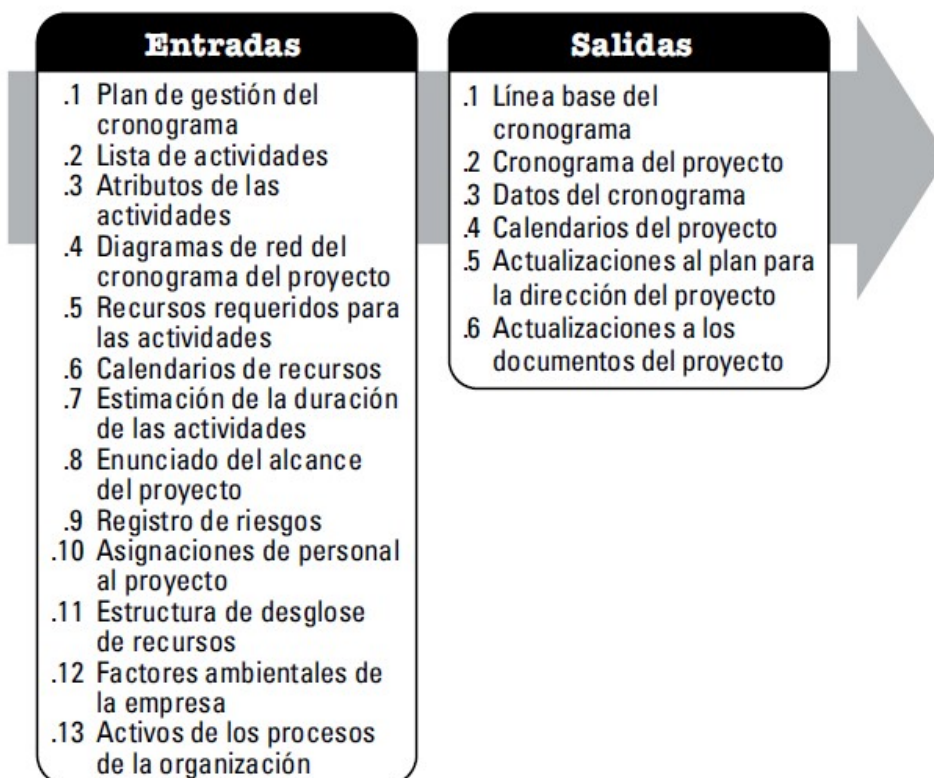 Entradas
.1 Plan de gestión del
cronograma
.2 Lista de actividades
.3 Atributos de las
actividades
.4 Diagramas de red del
cronograma del proyecto
.5 Recursos requeridos para
las actividades
.6 Calendarios de recursos
.7 Estimación de la duración
de las actividades
.8 Enunciado del alcance
del proyecto
.9 Registro de riesgos
.10 Asignaciones de personal
al proyecto
.11 Estructura de desglose
de recursos
.12 Factores ambientales de
la empresa
.13 Activos de los procesos
de la organización
Salidas
.1 Línea base del
cronograma
.2 Cronograma del proyecto
.3 Datos del cronograma
.4 Calendarios del proyecto
.5 Actualizaciones al plan para
la dirección del proyecto
.6 Actualizaciones a los
documentos del proyecto